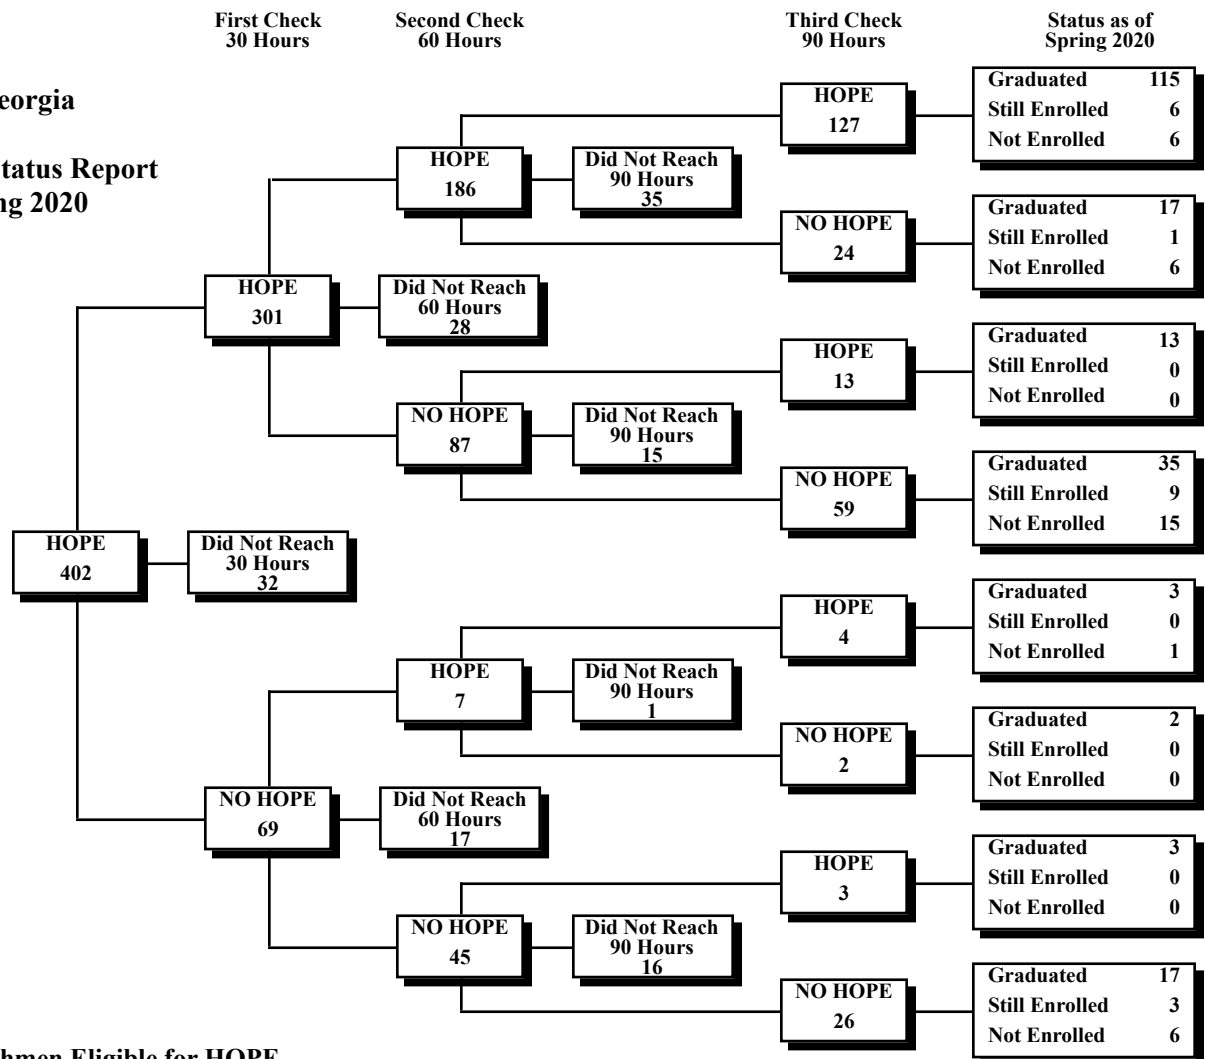 First Check
30 Hours
Second Check
60 Hours
Third Check
90 Hours
Status as of
Spring 2020
eorgia
tatus Report
ng 2020
HOPE
402
Did Not Reach
30 Hours
32
HOPE
301
Did Not Reach
60 Hours
28
NO HOPE
69
Did Not Reach
60 Hours
17
HOPE
186
Did Not Reach
90 Hours
35
NO HOPE
87
Did Not Reach
90 Hours
15
HOPE
7
Did Not Reach
90 Hours
1
NO HOPE
45
Did Not Reach
90 Hours
16
HOPE
127
Graduated 115
Still Enrolled 6
Not Enrolled 6
NO HOPE
24
Graduated 17
Still Enrolled 1
Not Enrolled 6
HOPE
13
Graduated 13
Still Enrolled 0
Not Enrolled 0
NO HOPE
59
Graduated 35
Still Enrolled 9
Not Enrolled 15
HOPE
4
Graduated 3
Still Enrolled 0
Not Enrolled 1
NO HOPE
2
Graduated 2
Still Enrolled 0
Not Enrolled 0
HOPE
3
Graduated 3
Still Enrolled 0
Not Enrolled 0
NO HOPE
26
Graduated 17
Still Enrolled 3
Not Enrolled 6
hmen Eligible for HOPE